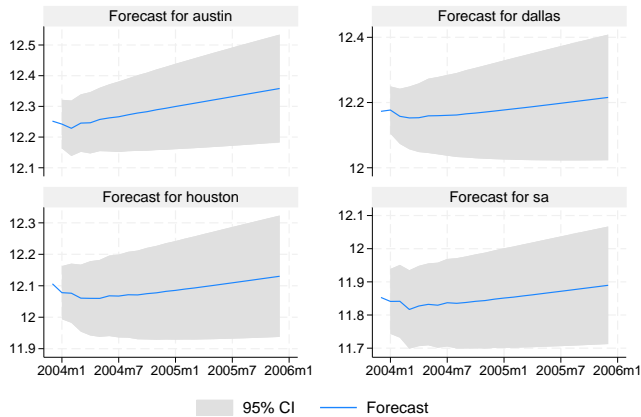 Forecast for austin
Forecast for dallas
12.5
12.4
12.3
12.2
12.1
12.4
12.2
12
Forecast for houston
Forecast for sa
12.3
12.2
12.1
12
11.9
12.1
12
11.9
11.8
11.7
2004m1 2004m7 2005m1 2005m7 2006m1
2004m1 2004m7 2005m1 2005m7 2006m1
95% CI
Forecast